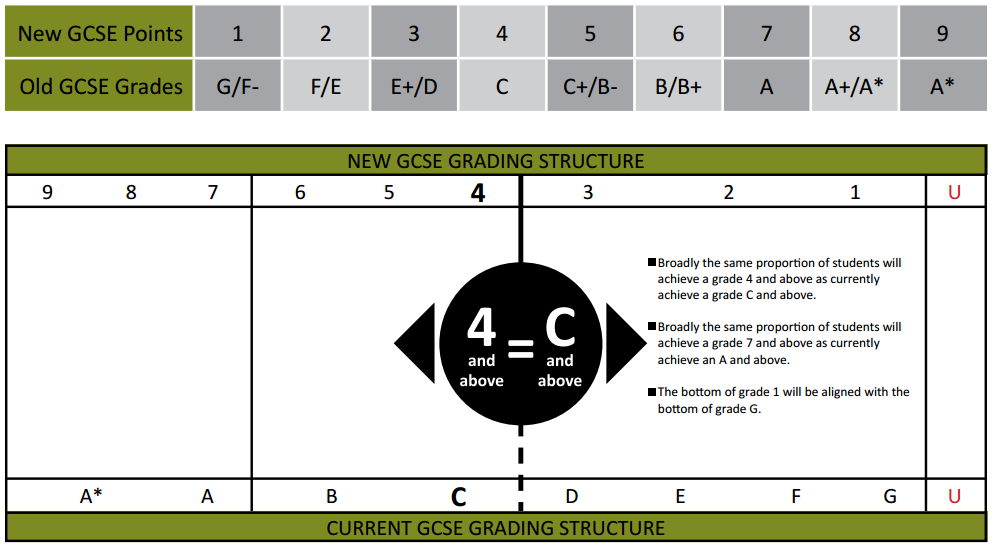 New GCSE Points 1 2 3 4 5 6 7 8 9
Old GCSE Grades G/F- F/E E+/D C C+/B- B/B+ A A+/A* A*
NEW GCSE GRADING STRUCTURE
9 8 7 6 5 4 3 2 1 U
4 = C
and above and above
■Broadly the same proportion of students will
achieve a grade 4 and above as currently
achieve a grade C and above.
■Broadly the same proportion of students will
achieve a grade 7 and above as currently
achieve an A and above.
■The bottom of grade 1 will be aligned with the
bottom of grade G.
A* A B C D E F G U
CURRENT GCSE GRADING STRUCTURE